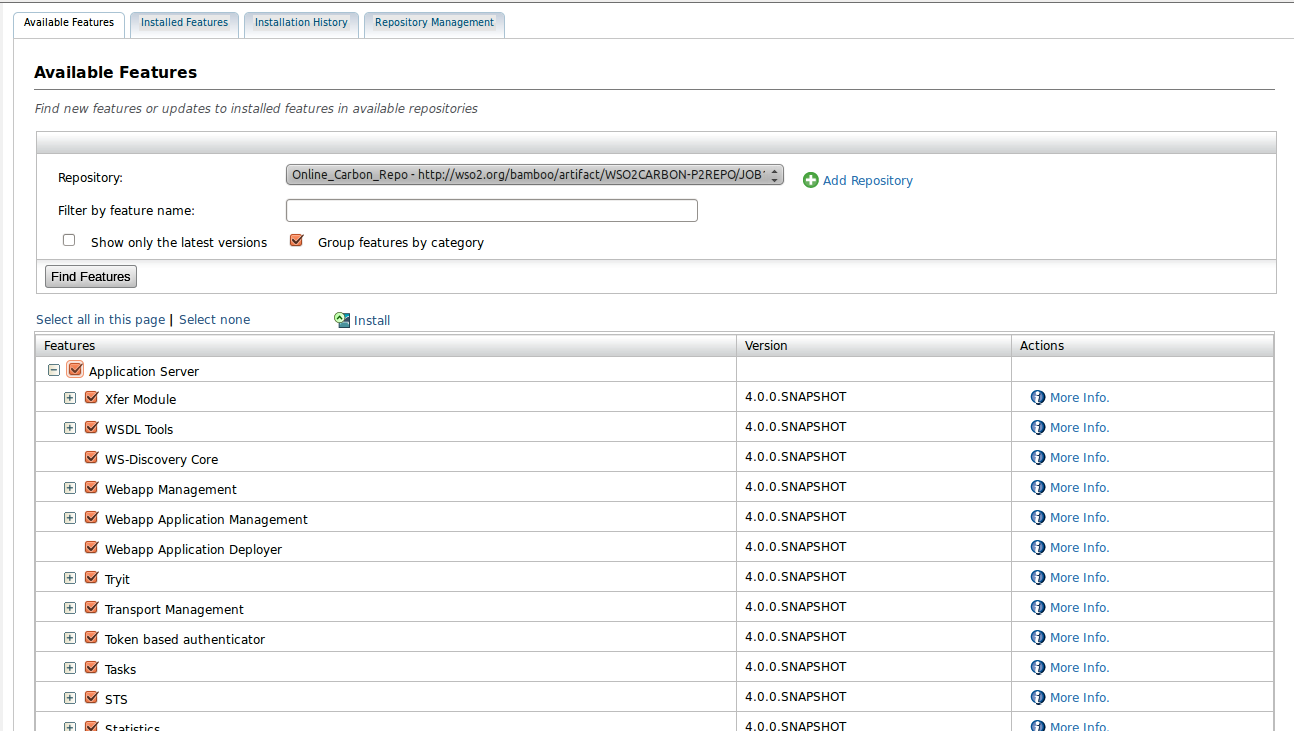 Available Features Installed Features Installation History Repository Management
Available Features
Find new features or updates to installed features in available repositories
Repository: Online_Carbon_Repo - http://wso2.org/bamboo/artifact/WSO2CARBON-P2REPO/JOB Add Repository
Filter by feature name:
Show only the latest versions Group features by category
Find Features
Select all in this page | Select none Install
Features Version Actions
Application Server
Xfer Module 4.0.0.SNAPSHOT More Info.
WSDL Tools 4.0.0.SNAPSHOT More Info.
WS-Discovery Core 4.0.0.SNAPSHOT More Info.
Webapp Management 4.0.0.SNAPSHOT More Info.
Webapp Application Management 4.0.0.SNAPSHOT More Info.
Webapp Application Deployer 4.0.0.SNAPSHOT More Info.
Tryit 4.0.0.SNAPSHOT More Info.
Transport Management 4.0.0.SNAPSHOT More Info.
Token based authenticator 4.0.0.SNAPSHOT More Info.
Tasks 4.0.0.SNAPSHOT More Info.
STS 4.0.0.SNAPSHOT More Info.
Statistics 4.0.0.SNAPSHOT More Info.